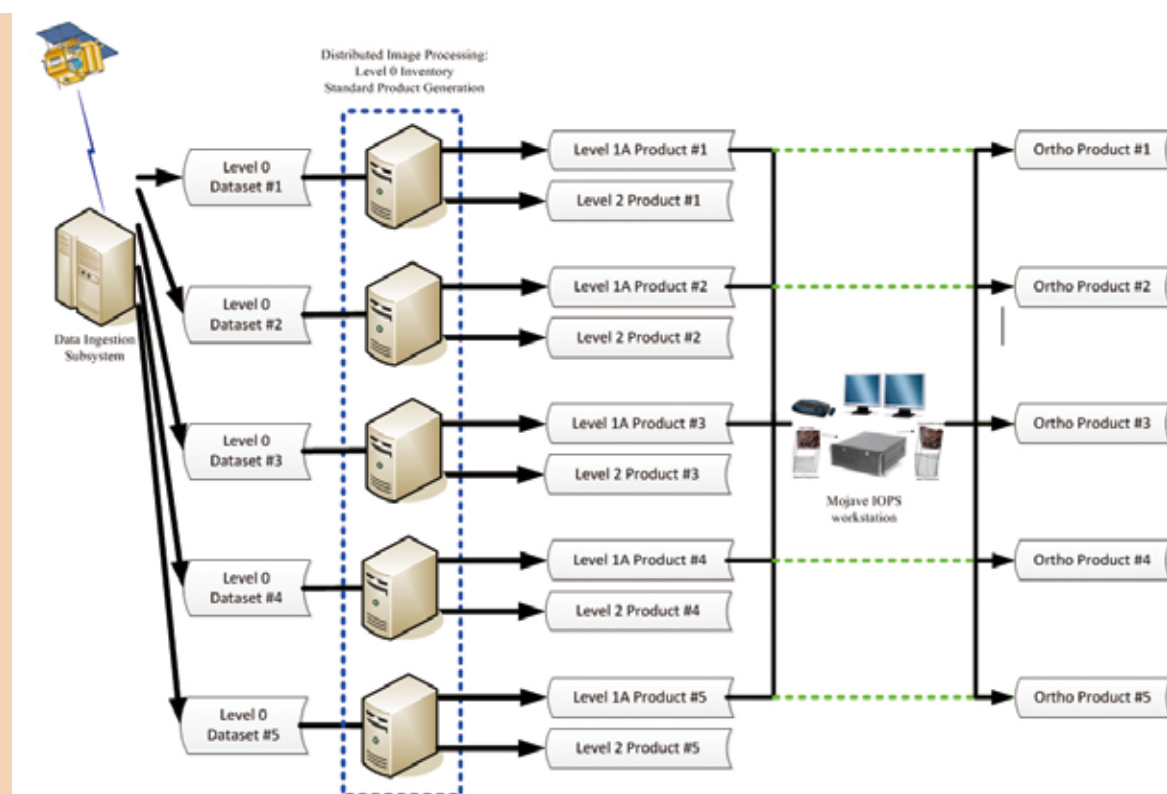 Distributed Image Processing:
Level 0 Inventory
Standard Product Generation
Data Ingestion
Subsystem
Level 0
Dataset #1
Level 1A Product #1
Level 2 Product #1
Ortho Product #1
Level 0
Dataset #2
Level 1A Product #2
Level 2 Product #2
Ortho Product #2
Level 0
Dataset #3
Level 1A Product #3
Level 2 Product #3
Mojave IOPS
workstation
Ortho Product #3
Level 0
Dataset #4
Level 1A Product #4
Level 2 Product #4
Ortho Product #4
Level 0
Dataset #5
Level 1A Product #5
Level 2 Product #5
Ortho Product #5